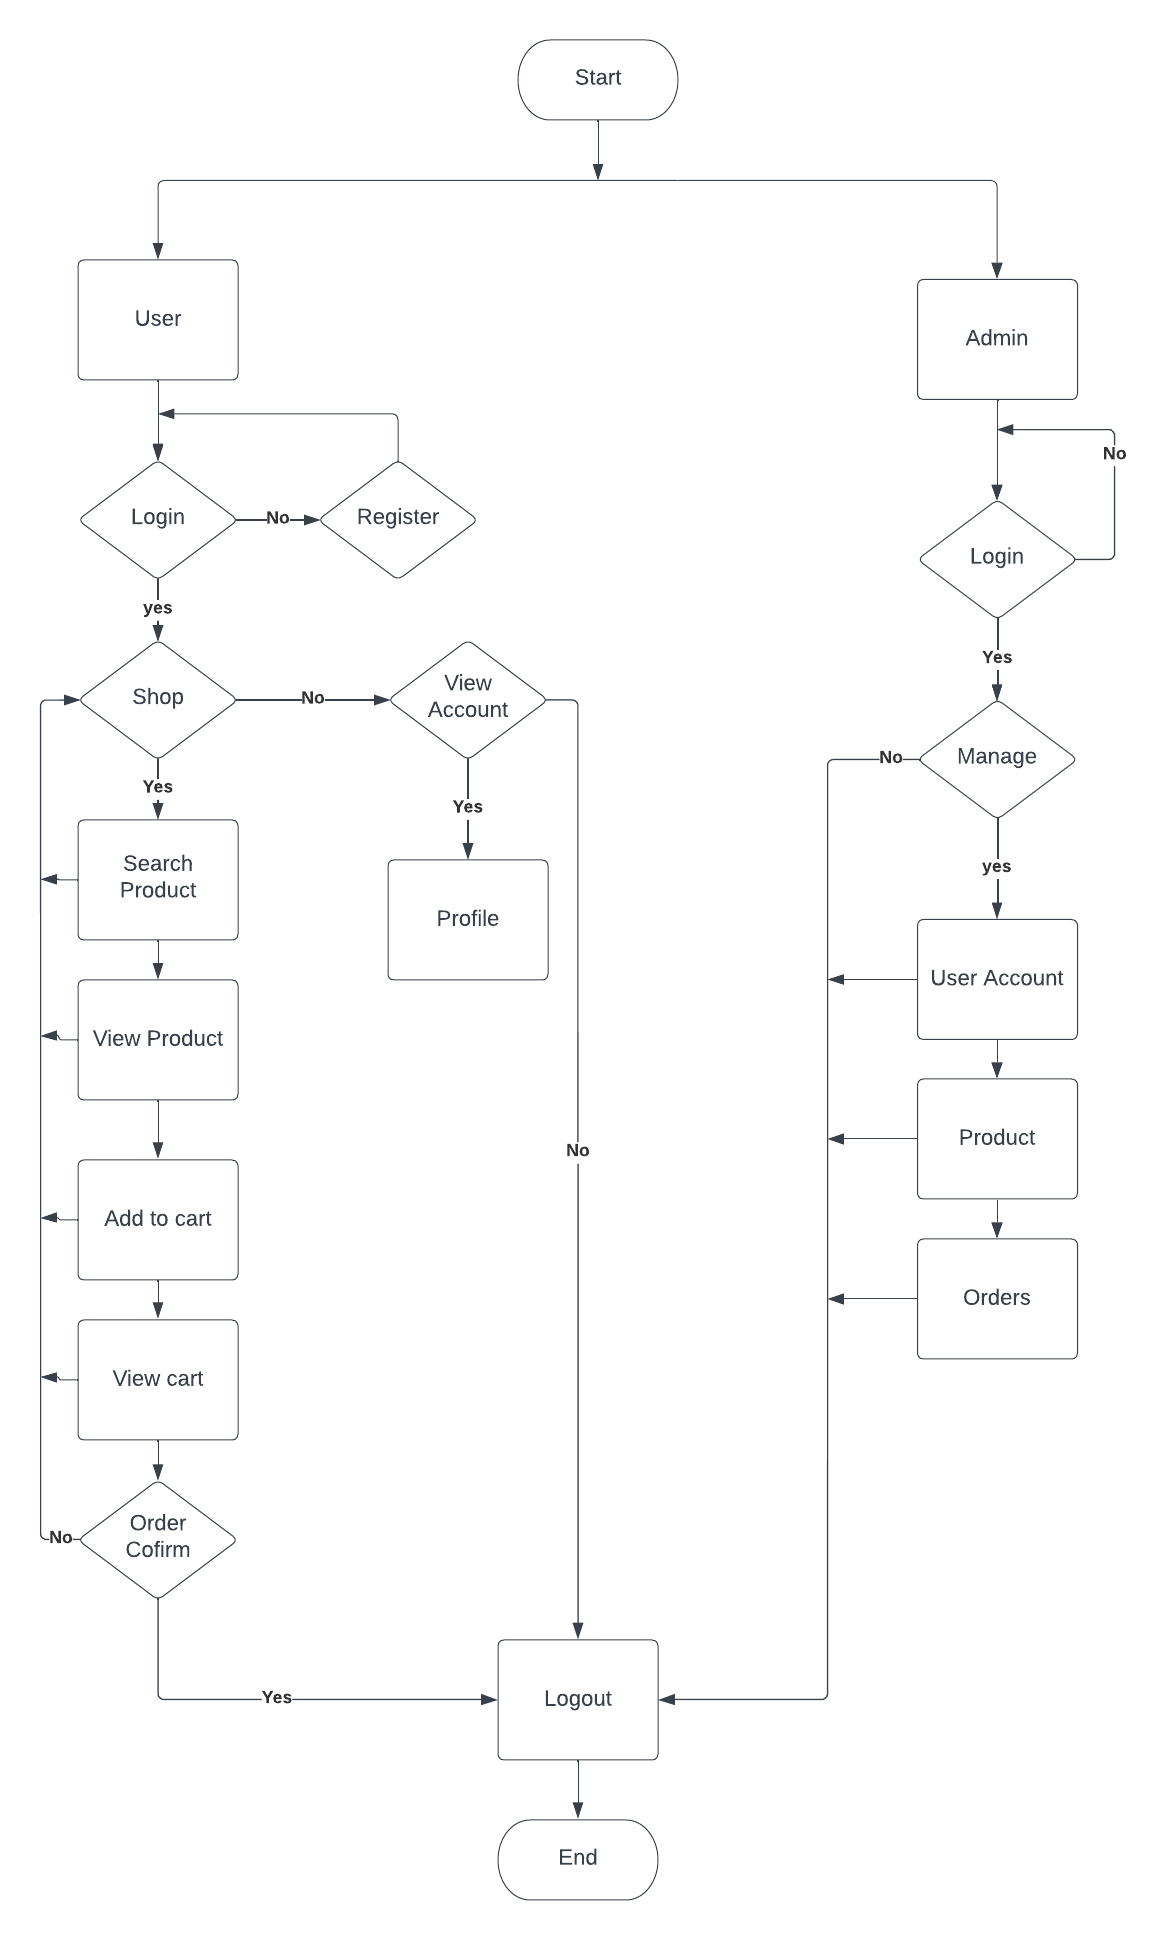 Start
User
Admin
No
Login
No
Register
Login
yes
Yes
Shop
No
View
Account
No
Manage
Yes
Yes
yes
Search
Product
Profile
User Account
View Product
Product
No
Add to cart
Orders
View cart
Order
Cofirm
No
Yes
Logout
End